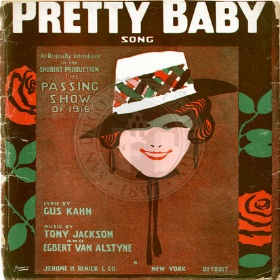 PRETTY BABY
SONG
As Originally Introduced
in the
SHUBERT PRODUCTION
THE
PASSING
SHOW
OF 1916
LYRIC BY
GUS KAHN
MUSIC BY
TONY JACKSON
AND
EGBERT VAN ALSTYNE
JEROME H. REMICK & CO. NEW YORK DETROIT